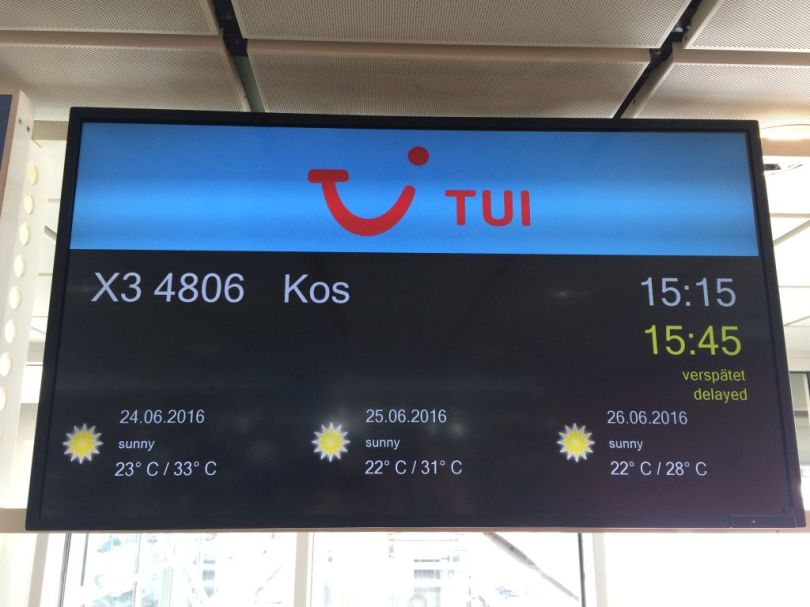 TUI
X3 4806 Kos 15:15
15:45
verspätet
delayed
24.06.2016 25.06.2016 26.06.2016
sunny sunny sunny
23° C / 33° C 22° C / 31° C 22° C / 28° C